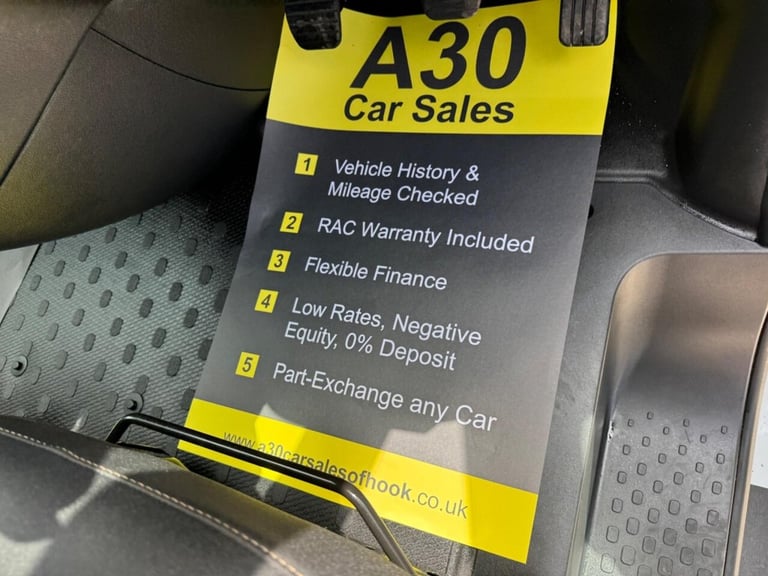 A30
Car Sales
1 Vehicle History &
Mileage Checked
2 RAC Warranty Included
3 Flexible Finance
4 Low Rates, Negative
Equity, 0% Deposit
5 Part-Exchange any Car
www.a30carsalesofhook.co.uk